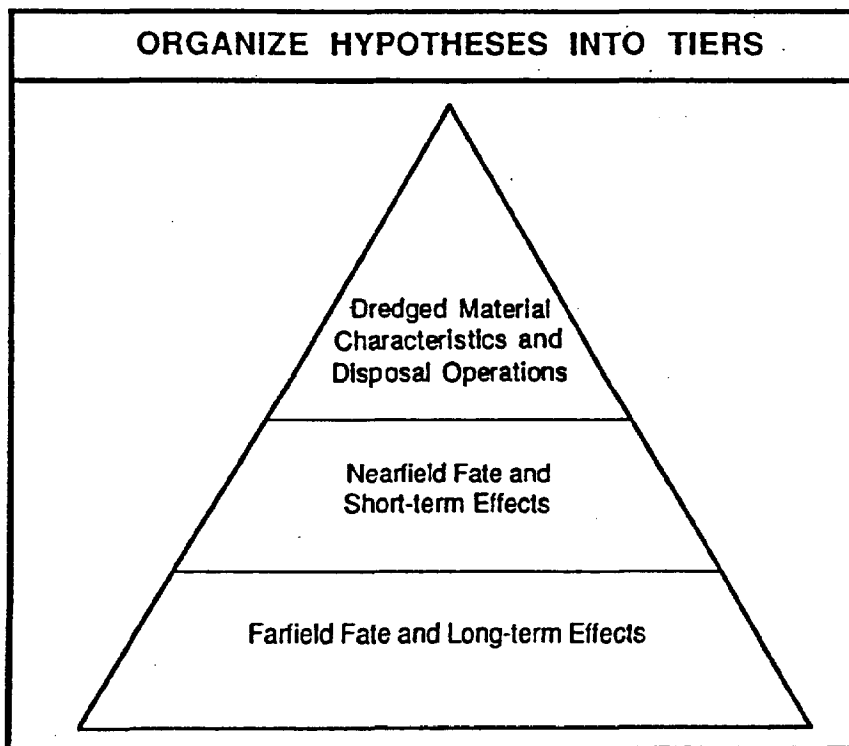 ORGANIZE HYPOTHESES INTO TIERS
Dredged Material
Characteristics and
Disposal Operations
Nearfield Fate and
Short-term Effects
Farfield Fate and Long-term Effects